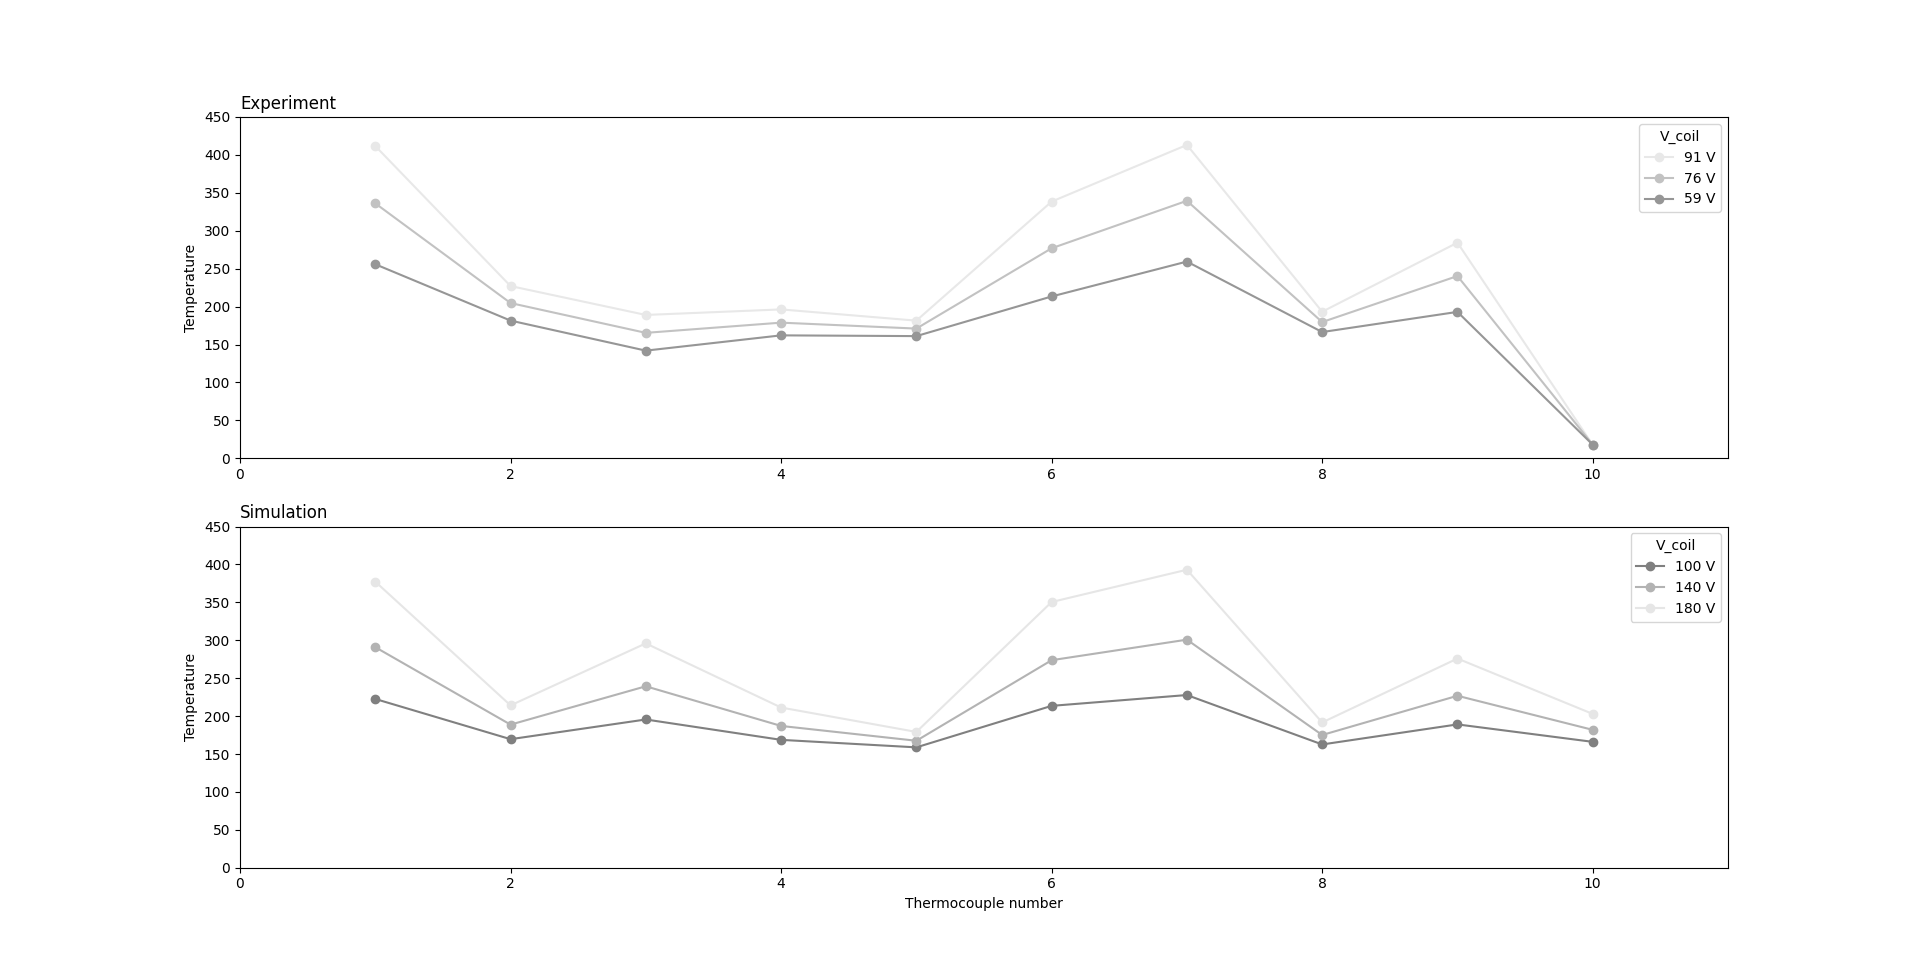 Experiment
450
400
350
300
250
200
150
100
50
0
Temperature
0 2 4 6 8 10
V_coil
91 V
76 V
59 V
Simulation
450
400
350
300
250
200
150
100
50
0
Temperature
0 2 4 6 8 10
Thermocouple number
V_coil
100 V
140 V
180 V